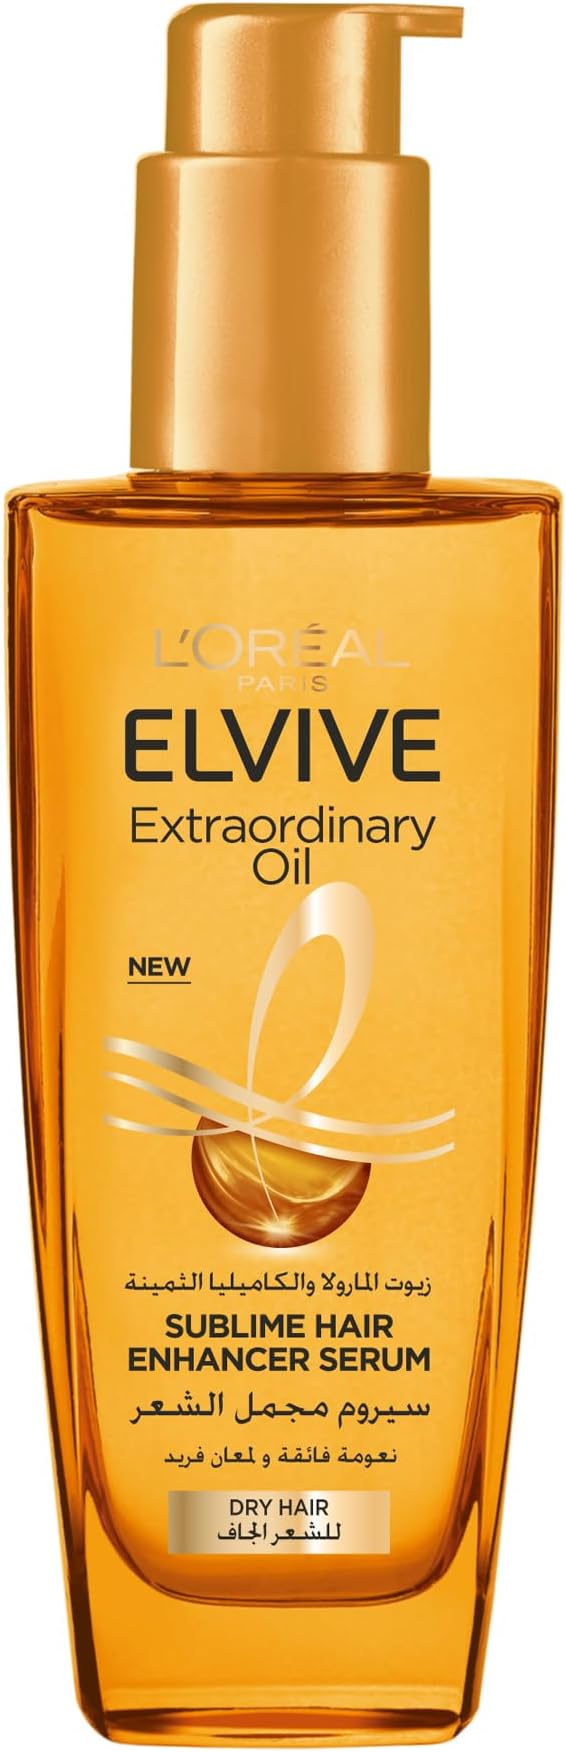 L'ORÉAL
PARIS
ELVIVE
Extraordinary
Oil
NEW
زيوت المارولا والكاميليا الثمينة
SUBLIME HAIR
ENHANCER SERUM
سيروم مجمل الشعر
نعومة فائقة و لمعان فريد
DRY HAIR
للشعر الجاف